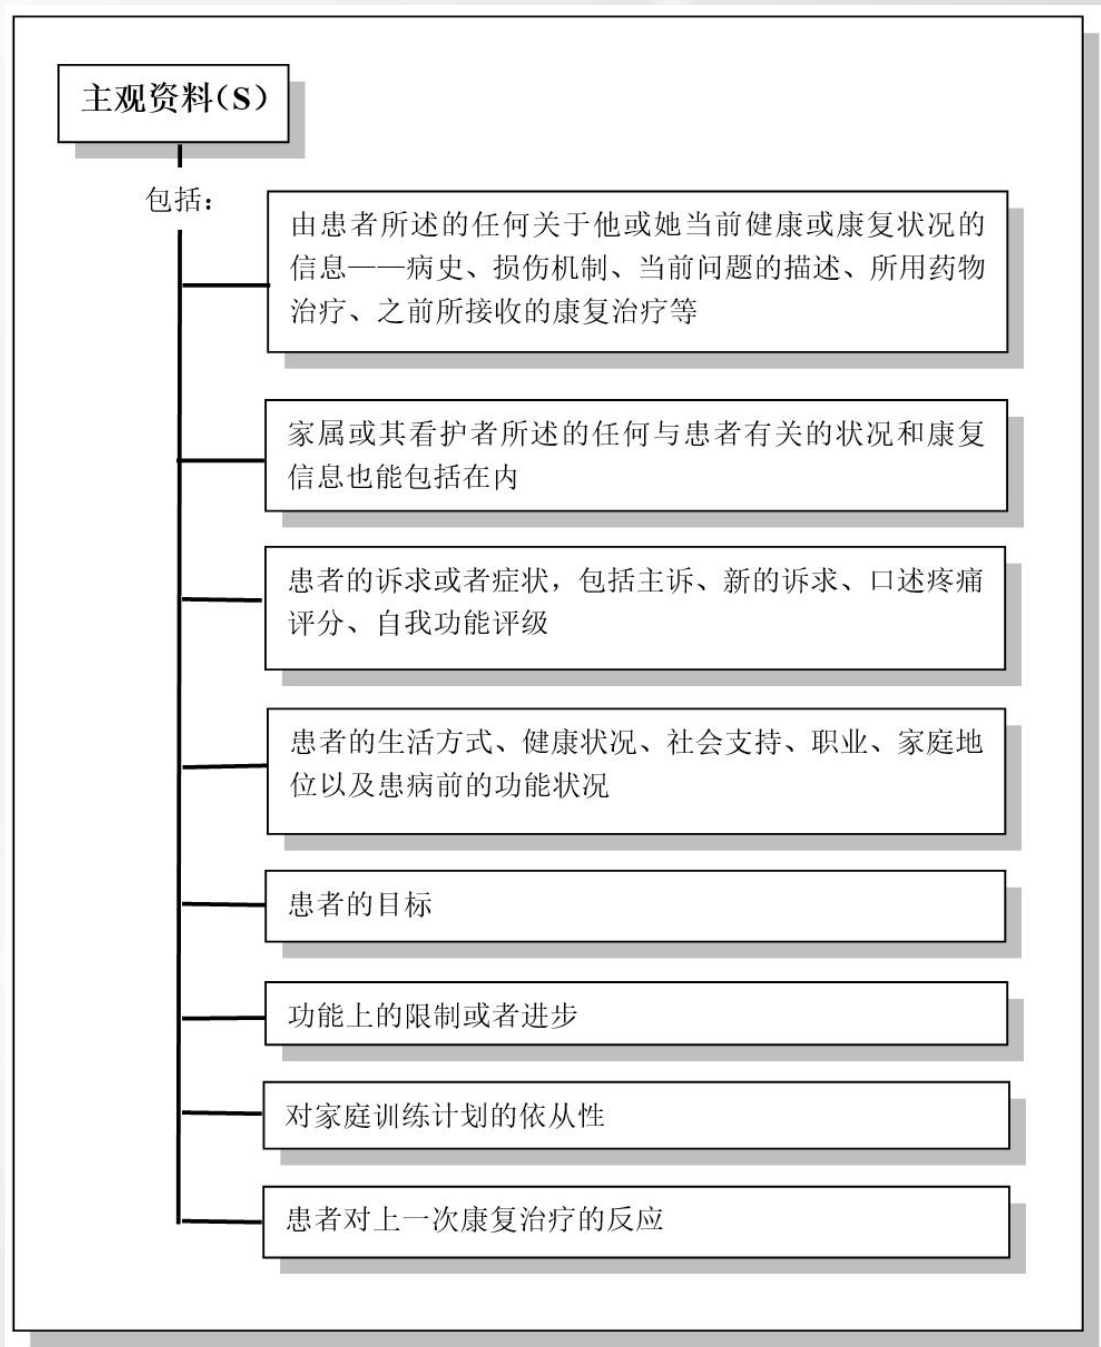 主观资料（S）
包括：
由患者所述的任何关于他或她当前健康或康复状况的
信息——病史、损伤机制、当前问题的描述、所用药物
治疗、之前所接收的康复治疗等
家属或其看护者所述的任何与患者有关的状况和康复
信息也能包括在内
患者的诉求或者症状，包括主诉、新的诉求、口述疼痛
评分、自我功能评级
患者的生活方式、健康状况、社会支持、职业、家庭地
位以及患病前的功能状况
患者的目标
功能上的限制或者进步
对家庭训练计划的依从性
患者对上一次康复治疗的反应